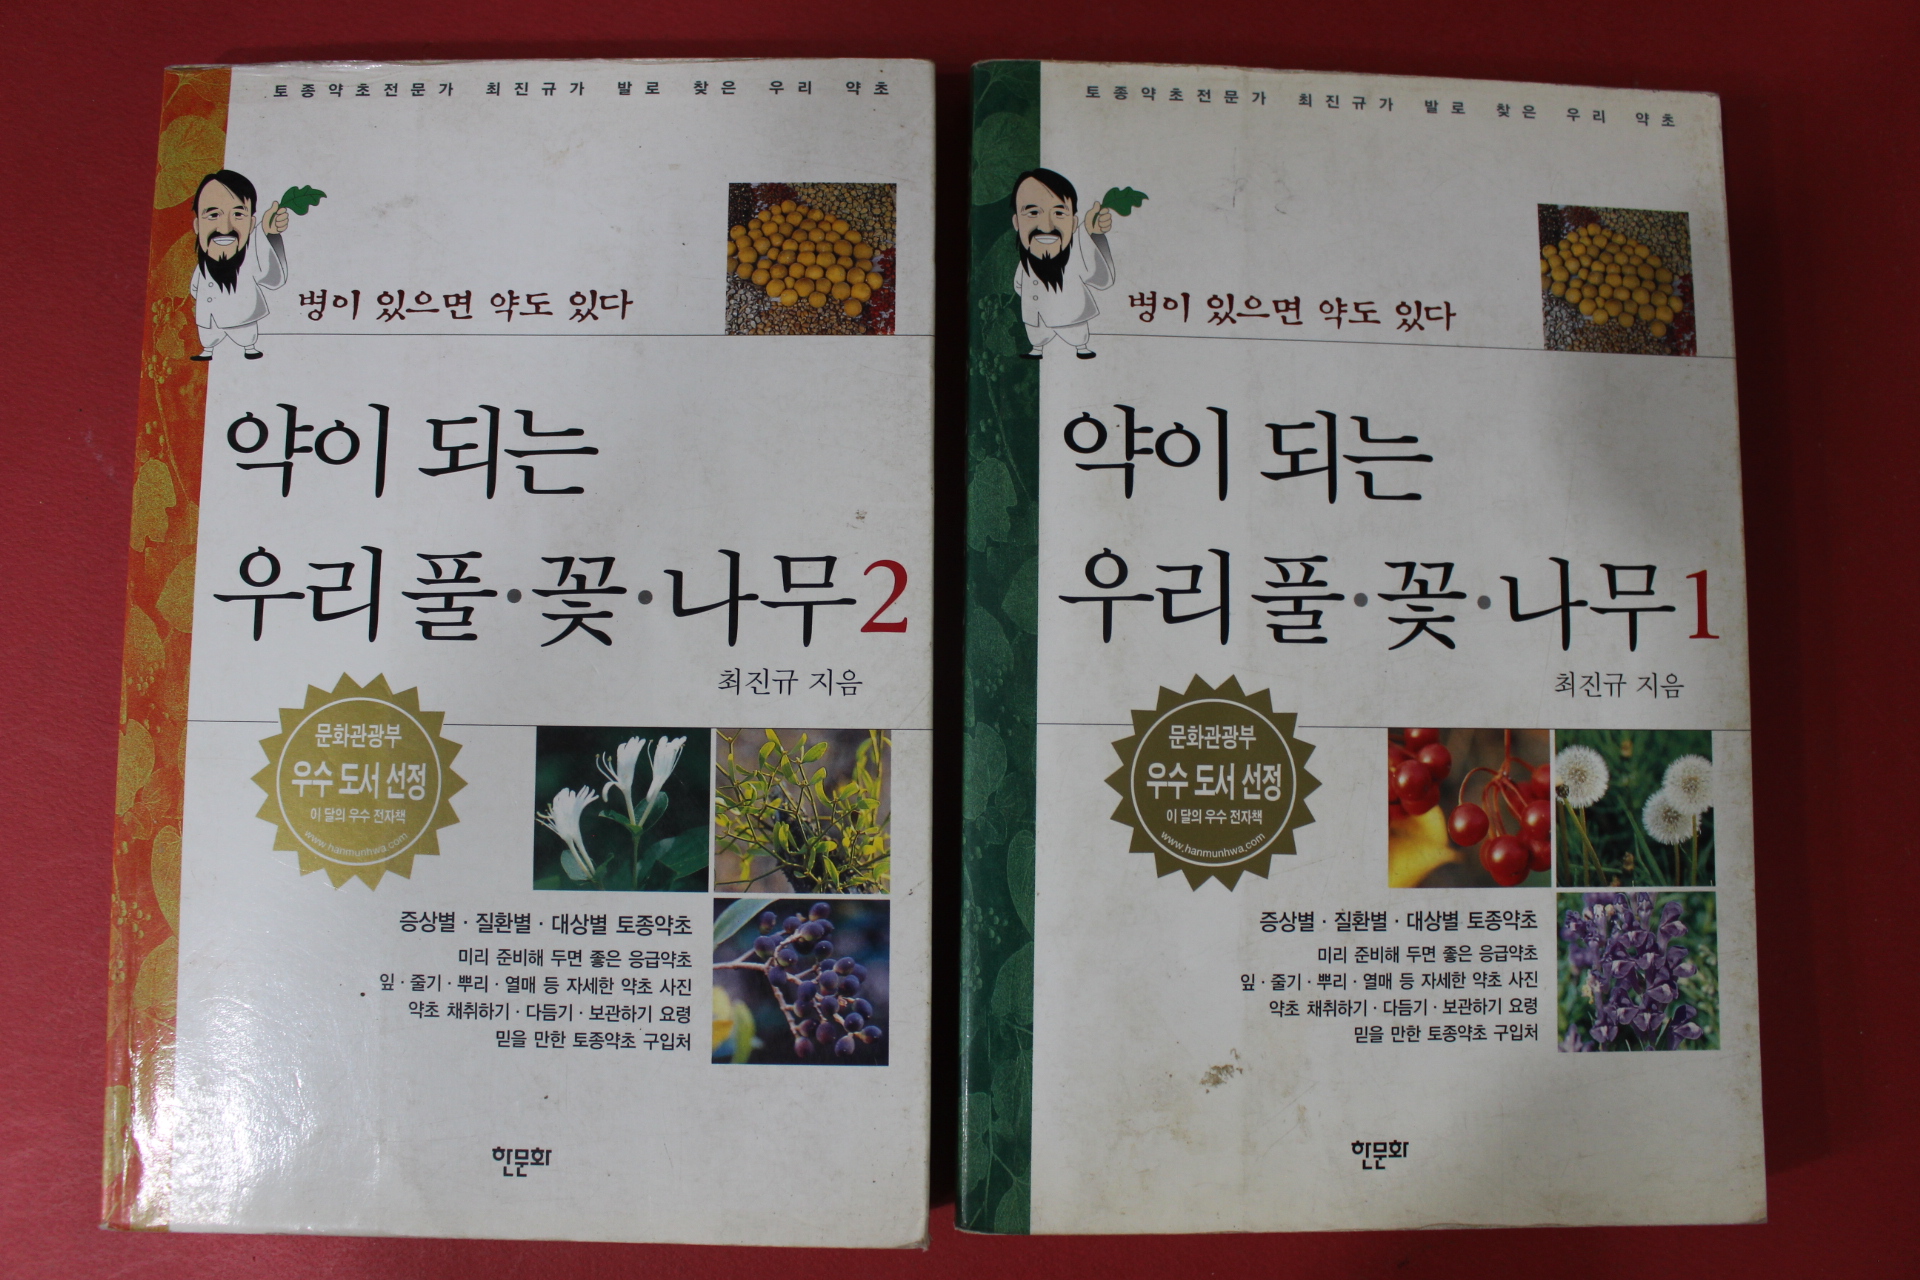 토종약초전문가 최진규가 발로 찾은 우리 약초
병이 있으면 약도 있다
약이 되는
우리 풀·꽃·나무2
최진규 지음
문화관광부
우수 도서 선정
이 달의 우수 전자책
www.hanmunhwa.com
증상별·질환별·대상별 토종약초
미리 준비해 두면 좋은 응급약초
잎·줄기·뿌리·열매 등 자세한 약초 사진
약초 채취하기·다듬기·보관하기 요령
믿을 만한 토종약초 구입처
한문화
토종약초전문가 최진규가 발로 찾은 우리 약초
병이 있으면 약도 있다
약이 되는
우리 풀·꽃·나무1
최진규 지음
문화관광부
우수 도서 선정
이 달의 우수 전자책
www.hanmunhwa.com
증상별·질환별·대상별 토종약초
미리 준비해 두면 좋은 응급약초
잎·줄기·뿌리·열매 등 자세한 약초 사진
약초 채취하기·다듬기·보관하기 요령
믿을 만한 토종약초 구입처
한문화